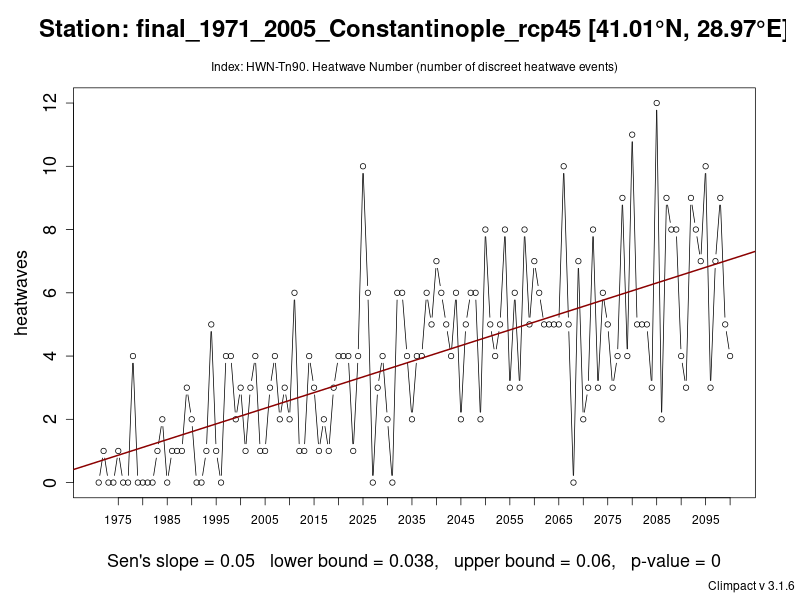 Station: final_1971_2005_Constantinople_rcp45 [41.01°N, 28.97°E]
Index: HWN-Tn90. Heatwave Number (number of discreet heatwave events)
heatwaves
12
10
8
6
4
2
0
1975 1985 1995 2005 2015 2025 2035 2045 2055 2065 2075 2085 2095
Sen's slope = 0.05 lower bound = 0.038, upper bound = 0.06, p-value = 0
Climpact v 3.1.6